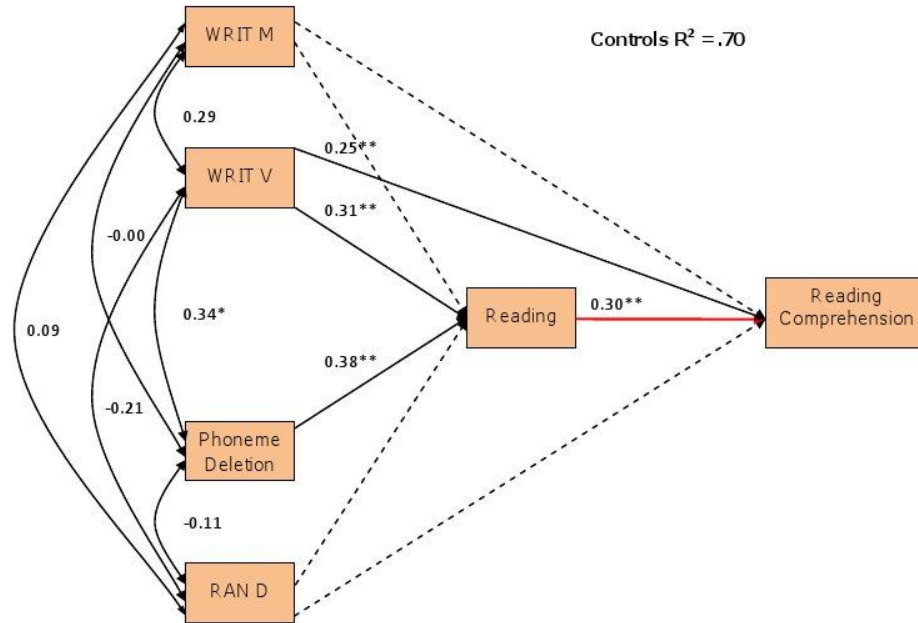 WRIT M
Controls R² = .70
0.29
0.25**
WRIT V
0.31**
-0.00
0.09
0.34*
Reading
0.30**
Reading
Comprehension
0.38**
-0.21
Phoneme
Deletion
-0.11
RAN D